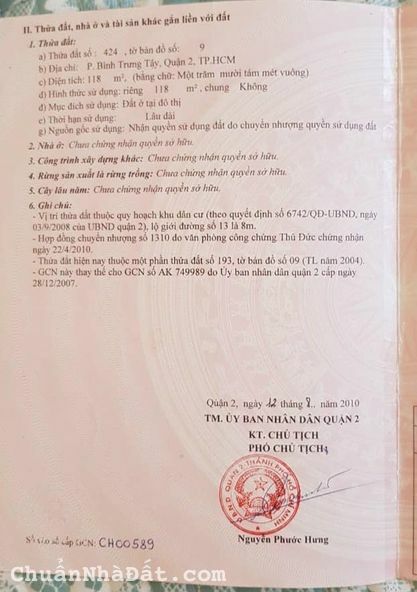 II. Thửa đất, nhà ở và tài sản khác gắn liền với đất
1. Thửa đất:
a) Thửa đất số: 424 , tờ bản đồ số: 9
b) Địa chỉ: P. Bình Trưng Tây, Quận 2, TP.HCM
c) Diện tích: 118 m², (bằng chữ: Một trăm mười tám mét vuông)
d) Hình thức sử dụng: riêng 118 m², chung Không
đ) Mục đích sử dụng: Đất ở tại đô thị
e) Thời hạn sử dụng: Lâu dài
g) Nguồn gốc sử dụng: Nhận quyền sử dụng đất do chuyển nhượng quyền sử dụng đất
2. Nhà ở: Chưa chứng nhận quyền sở hữu.
3. Công trình xây dựng khác: Chưa chứng nhận quyền sở hữu.
4. Rừng sản xuất là rừng trồng: Chưa chứng nhận quyền sở hữu.
5. Cây lâu năm: Chưa chứng nhận quyền sở hữu.
6. Ghi chú:
- Vị trí thửa đất thuộc quy hoạch khu dân cư (theo quyết định số 6742/QĐ-UBND, ngày
03/9/2008 của UBND quận 2), lộ giới đường số 13 là 8m.
- Hợp đồng chuyển nhượng số 1310 do văn phòng công chứng Thủ Đức chứng nhận
ngày 22/4/2010.
- Thửa đất hiện nay thuộc một phần thửa đất số 193, tờ bản đồ số 09 (TL năm 2004).
- GCN này thay thế cho GCN số AK 749989 do Ủy ban nhân dân quận 2 cấp ngày
28/12/2007.
Quận 2, ngày 12 tháng 8.. năm 2010
TM. ỦY BAN NHÂN DÂN QUẬN 2
KT. CHỦ TỊCH
PHÓ CHỦ TỊCH
U.B.N.D QUẬN 2 THÀNH PHỐ HỒ CHÍ MINH
Nguyễn Phước Hưng
Số vào sổ cấp GCN: CH00589
ChuẩnNhàĐất.com